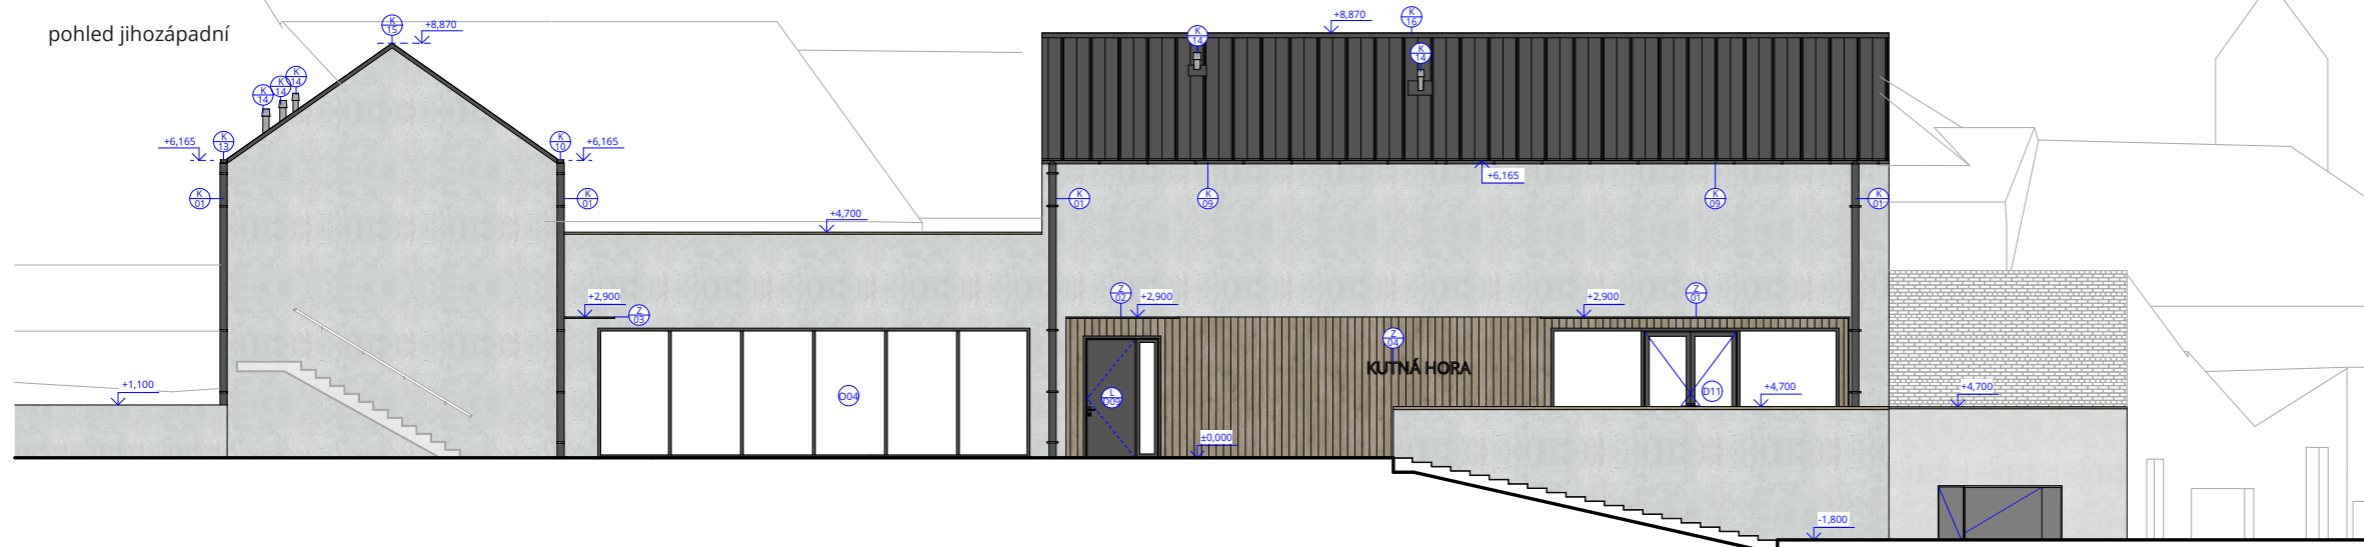 pohled jihozápadní
K 15
+8,870
K 14
K 14
K 14
K 13
+6,165
K 10
+6,165
K 01
K 01
+4,700
+2,900
Z 03
+1,100
D04
K 14
+8,870
K 16
K 14
+6,165
K 01
K 09
K 09
K 01
Z 02
+2,900
+2,900
Z 01
Z 04
KUTNÁ HORA
L D09
D11
+4,700
+4,700
±0,000
-1,800